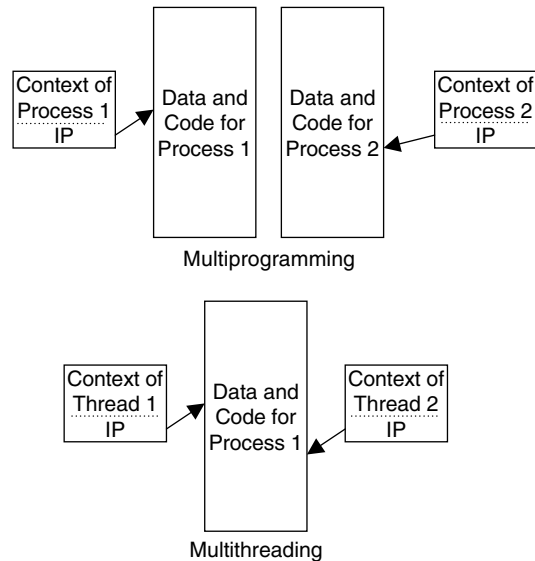 Context of
Process 1
IP
Data and
Code for
Process 1
Data and
Code for
Process 2
Context of
Process 2
IP
Multiprogramming
Context of
Thread 1
IP
Data and
Code for
Process 1
Context of
Thread 2
IP
Multithreading